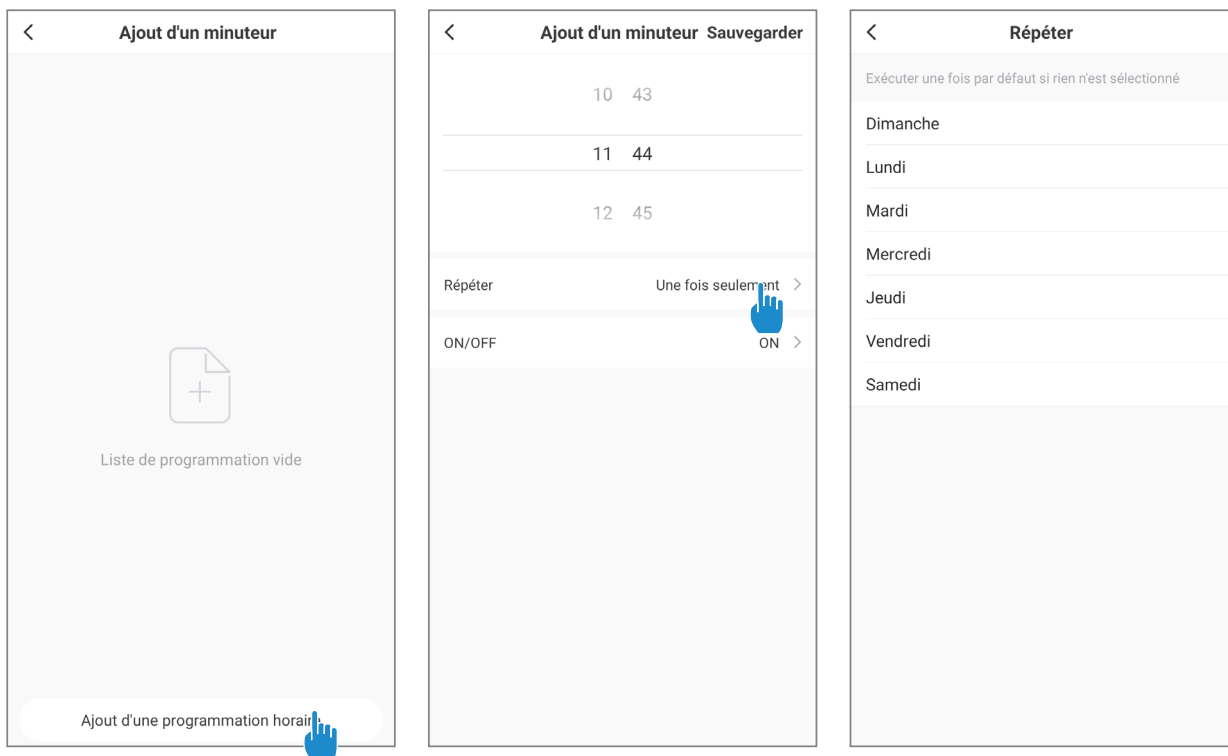 Ajout d'un minuteur
Liste de programmation vide
Ajout d'une programmation horaire
Ajout d'un minuteur Sauvegarder
10 43
11 44
12 45
Répéter Une fois seulement
ON/OFF ON
Répéter
Exécuter une fois par défaut si rien n'est sélectionné
Dimanche
Lundi
Mardi
Mercredi
Jeudi
Vendredi
Samedi